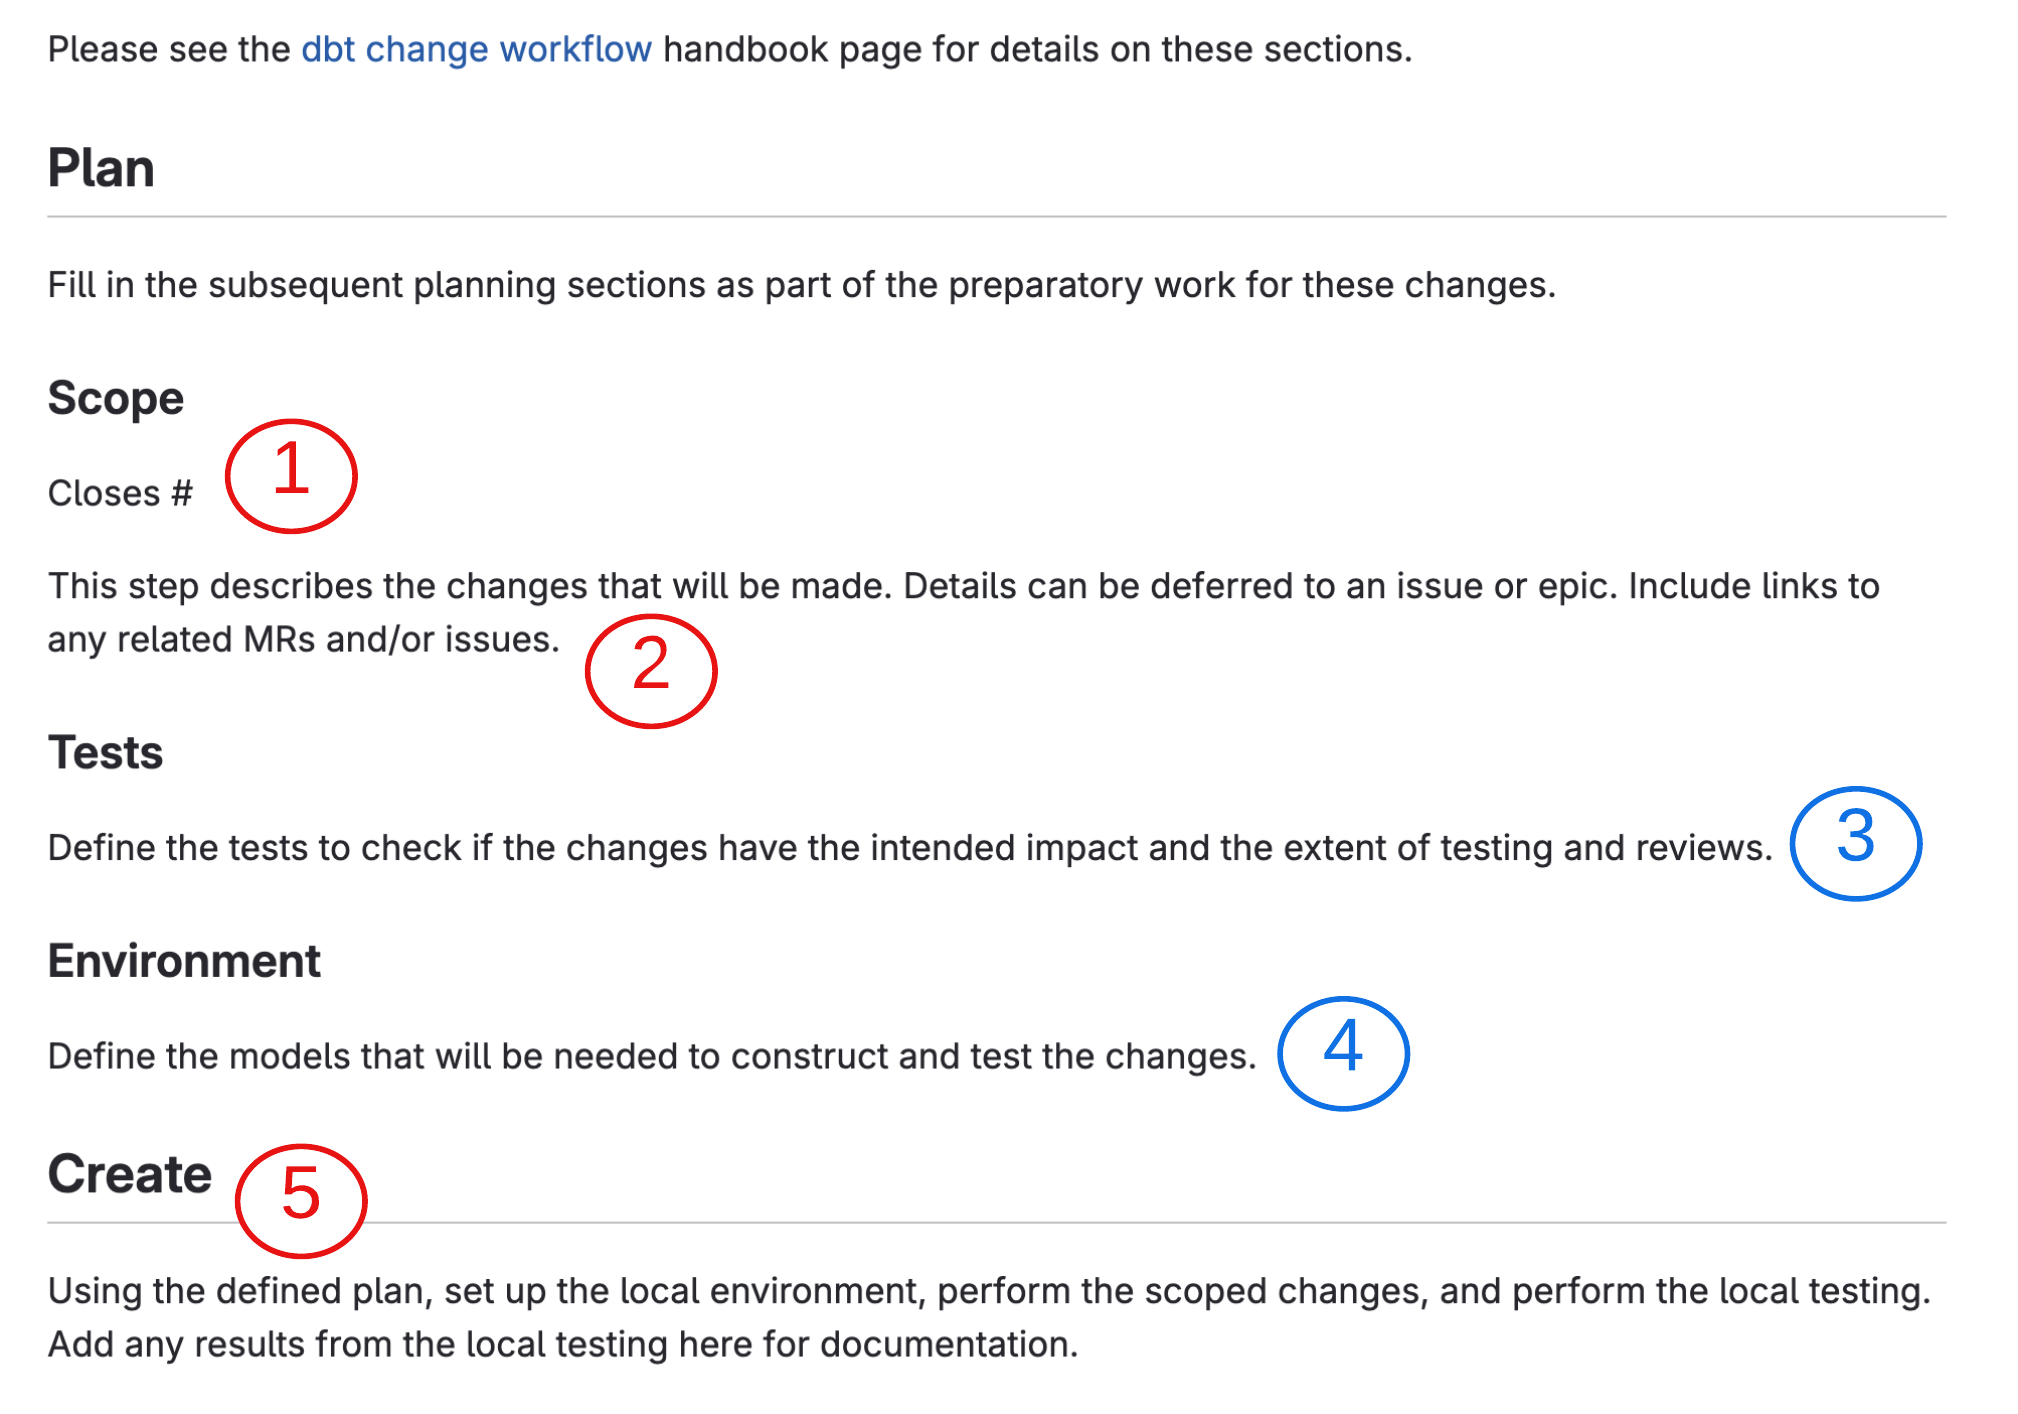 Please see the dbt change workflow handbook page for details on these sections.
Plan
Fill in the subsequent planning sections as part of the preparatory work for these changes.
Scope
Closes #
1
This step describes the changes that will be made. Details can be deferred to an issue or epic. Include links to
any related MRs and/or issues.
2
Tests
Define the tests to check if the changes have the intended impact and the extent of testing and reviews.
3
Environment
Define the models that will be needed to construct and test the changes.
4
Create
5
Using the defined plan, set up the local environment, perform the scoped changes, and perform the local testing.
Add any results from the local testing here for documentation.